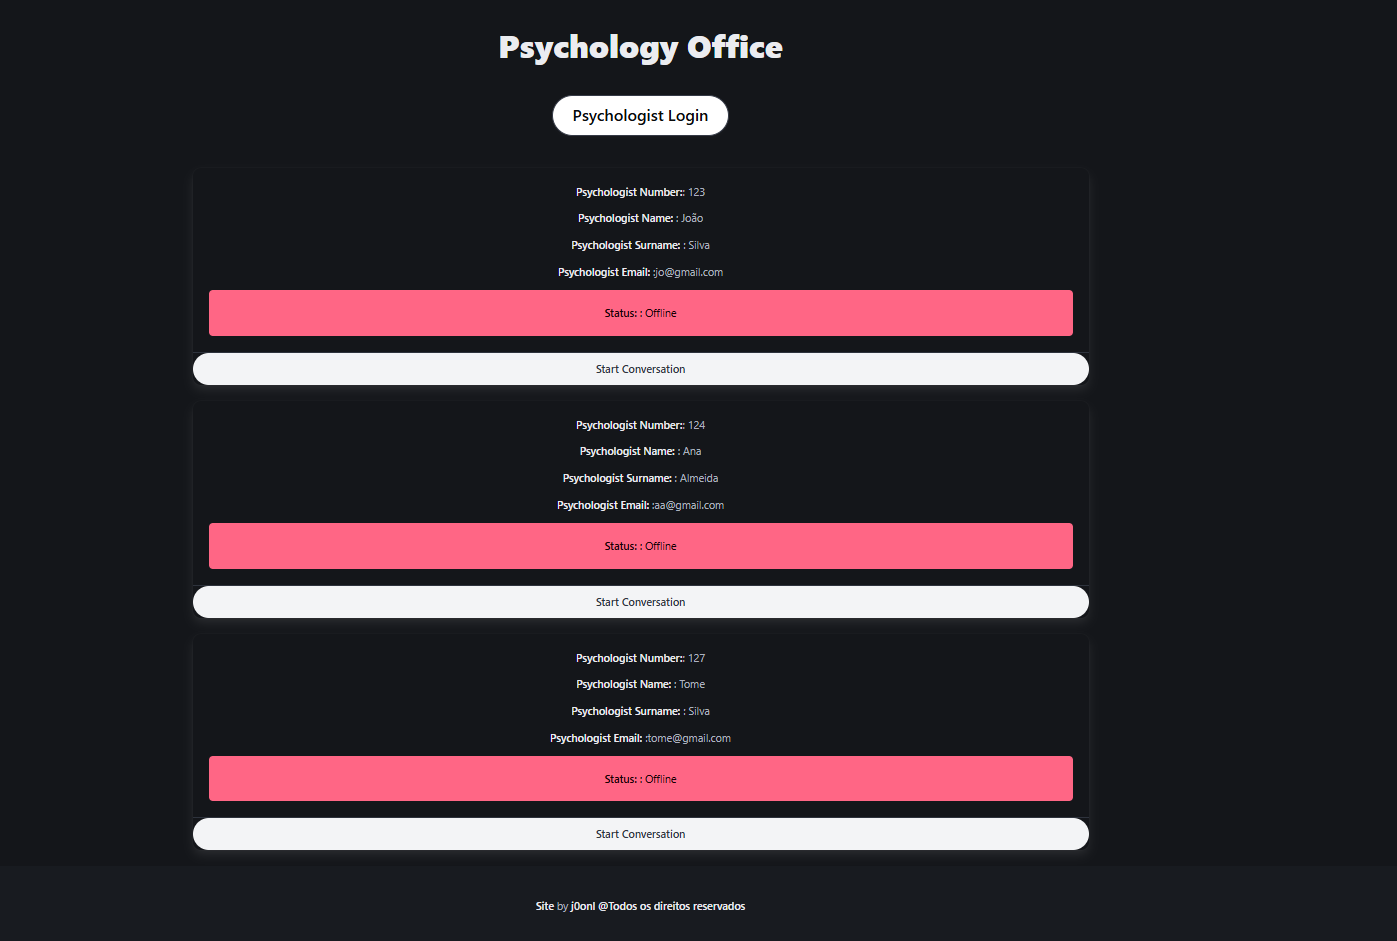 Psychology Office
Psychologist Login
Psychologist Number:: 123
Psychologist Name: : João
Psychologist Surname: : Silva
Psychologist Email: :jo@gmail.com
Status: : Offline
Start Conversation
Psychologist Number:: 124
Psychologist Name: : Ana
Psychologist Surname: : Almeida
Psychologist Email: :aa@gmail.com
Status: : Offline
Start Conversation
Psychologist Number:: 127
Psychologist Name: : Tome
Psychologist Surname: : Silva
Psychologist Email: :tome@gmail.com
Status: : Offline
Start Conversation
Site by j0onl @Todos os direitos reservados